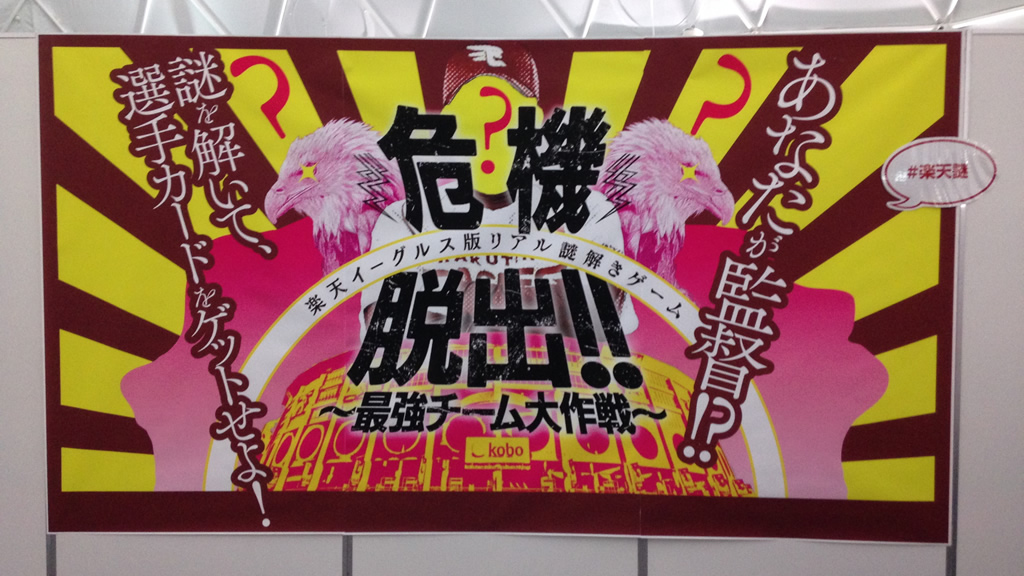 あなたが監督!?
#楽天謎
危機
楽天イーグルス版リアル謎解きゲーム
脱出!!
～最強チーム大作戦～
kobo
謎を解いて、
選手カードをゲットせよ!